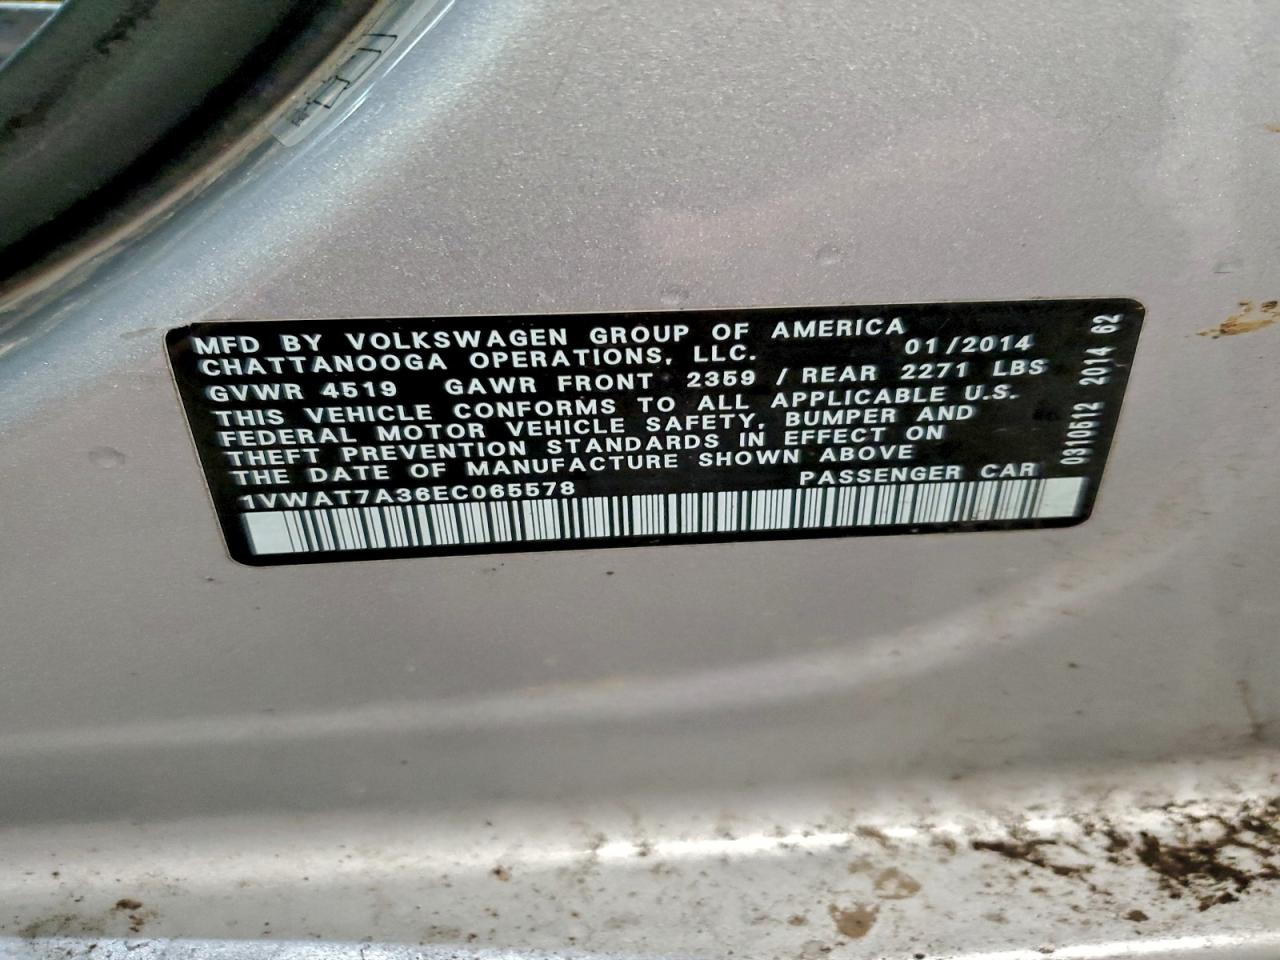 MFD BY VOLKSWAGEN GROUP OF AMERICA
CHATTANOOGA OPERATIONS, LLC. 01/2014
GVWR 4519 GAWR FRONT 2359 / REAR 2271 LBS
THIS VEHICLE CONFORMS TO ALL APPLICABLE U.S.
FEDERAL MOTOR VEHICLE SAFETY, BUMPER AND
THEFT PREVENTION STANDARDS IN EFFECT ON
THE DATE OF MANUFACTURE SHOWN ABOVE
1VWAT7A36EC065578 PASSENGER CAR
0310512 2014 62